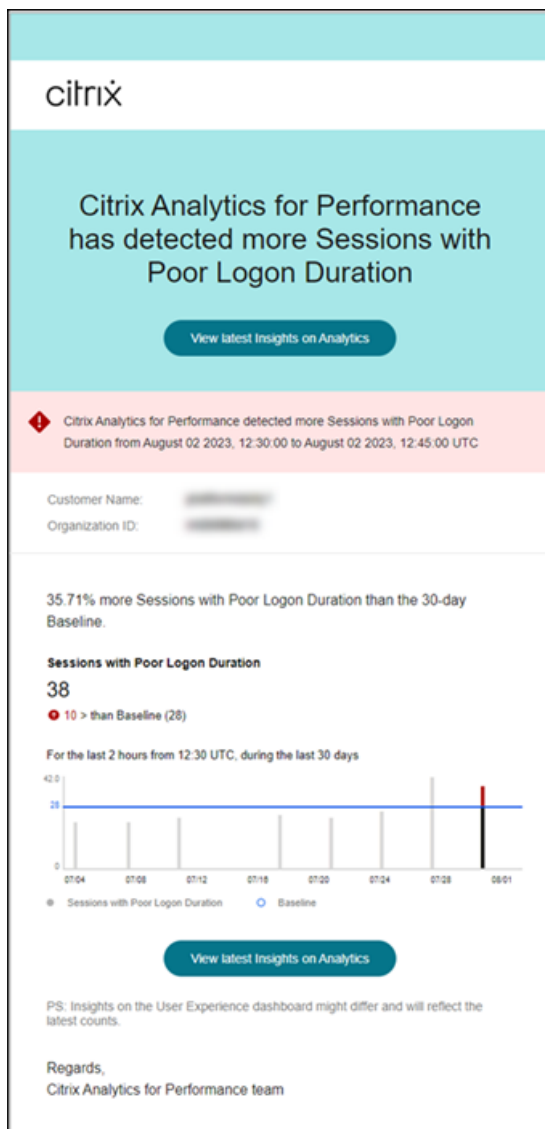 citrix
Citrix Analytics for Performance
has detected more Sessions with
Poor Logon Duration
View latest Insights on Analytics
Citrix Analytics for Performance detected more Sessions with Poor Logon
Duration from August 02 2023, 12:30:00 to August 02 2023, 12:45:00 UTC
Customer Name:
Organization ID:
35.71% more Sessions with Poor Logon Duration than the 30-day
Baseline.
Sessions with Poor Logon Duration
38
10 > than Baseline (28)
For the last 2 hours from 12:30 UTC, during the last 30 days
42.0
28
0
07/04 07/08 07/12 07/16 07/20 07/24 07/28 08/01
Sessions with Poor Logon Duration Baseline
View latest Insights on Analytics
PS: Insights on the User Experience dashboard might differ and will reflect the
latest counts.
Regards,
Citrix Analytics for Performance team